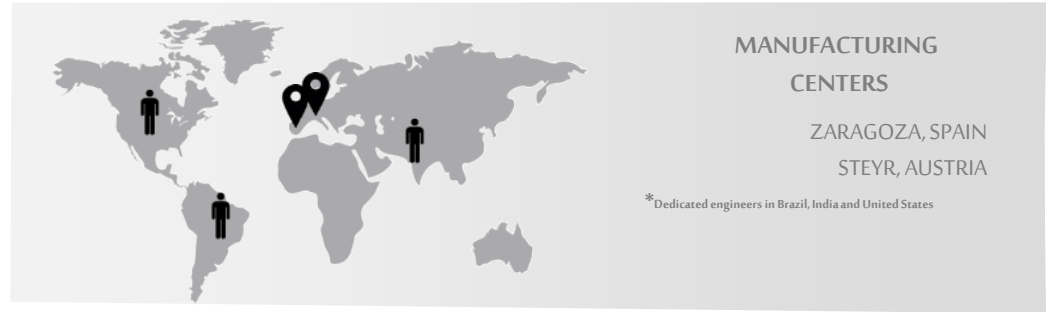 MANUFACTURING
CENTERS
ZARAGOZA, SPAIN
STEYR, AUSTRIA
*Dedicated engineers in Brazil, India and United States